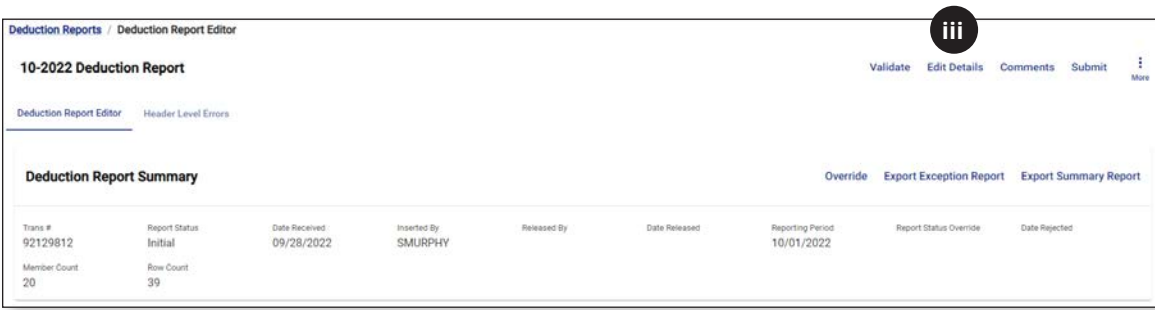 Deduction Reports / Deduction Report Editor
iii
10-2022 Deduction Report
Validate Edit Details Comments Submit More
Deduction Report Editor Header Level Errors
Deduction Report Summary
Override Export Exception Report Export Summary Report
Trans # Report Status Date Received Inserted By Released By Date Released Reporting Period Report Status Override Date Rejected
92129812 Initial 09/28/2022 SMURPHY 10/01/2022
Member Count Row Count
20 39